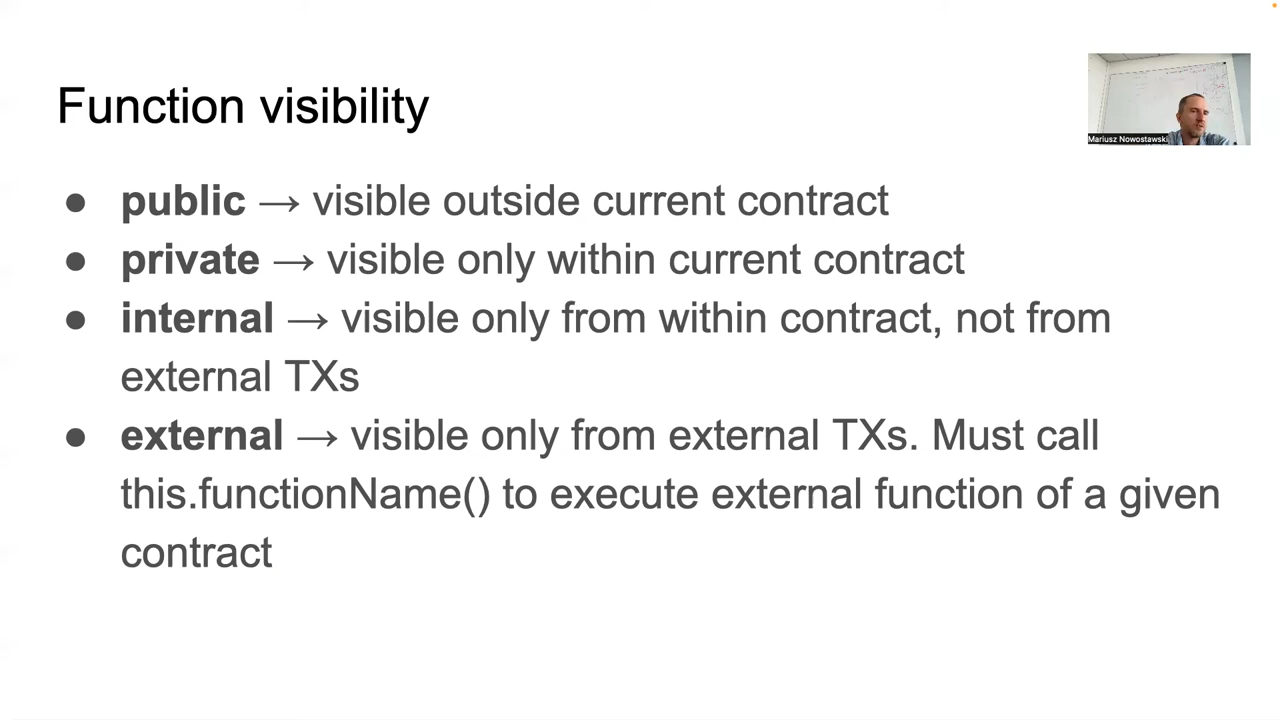 Function visibility
Mariusz Nowostawski
● public → visible outside current contract
● private → visible only within current contract
● internal → visible only from within contract, not from
external TXs
● external → visible only from external TXs. Must call
this.functionName() to execute external function of a given
contract